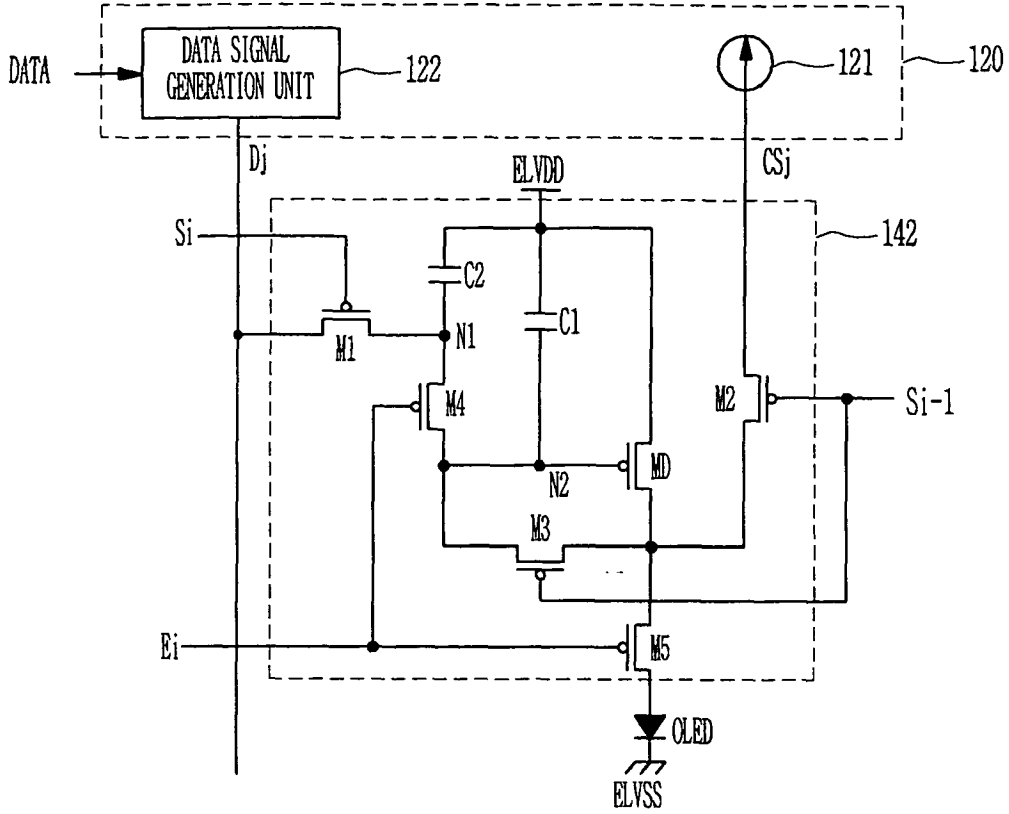 DATA
DATA SIGNAL
GENERATION UNIT
122
121
120
Dj
CSj
ELVDD
Si
142
C2
C1
M1
N1
M4
M2
Si-1
MD
N2
M3
Ei
M5
OLED
ELVSS